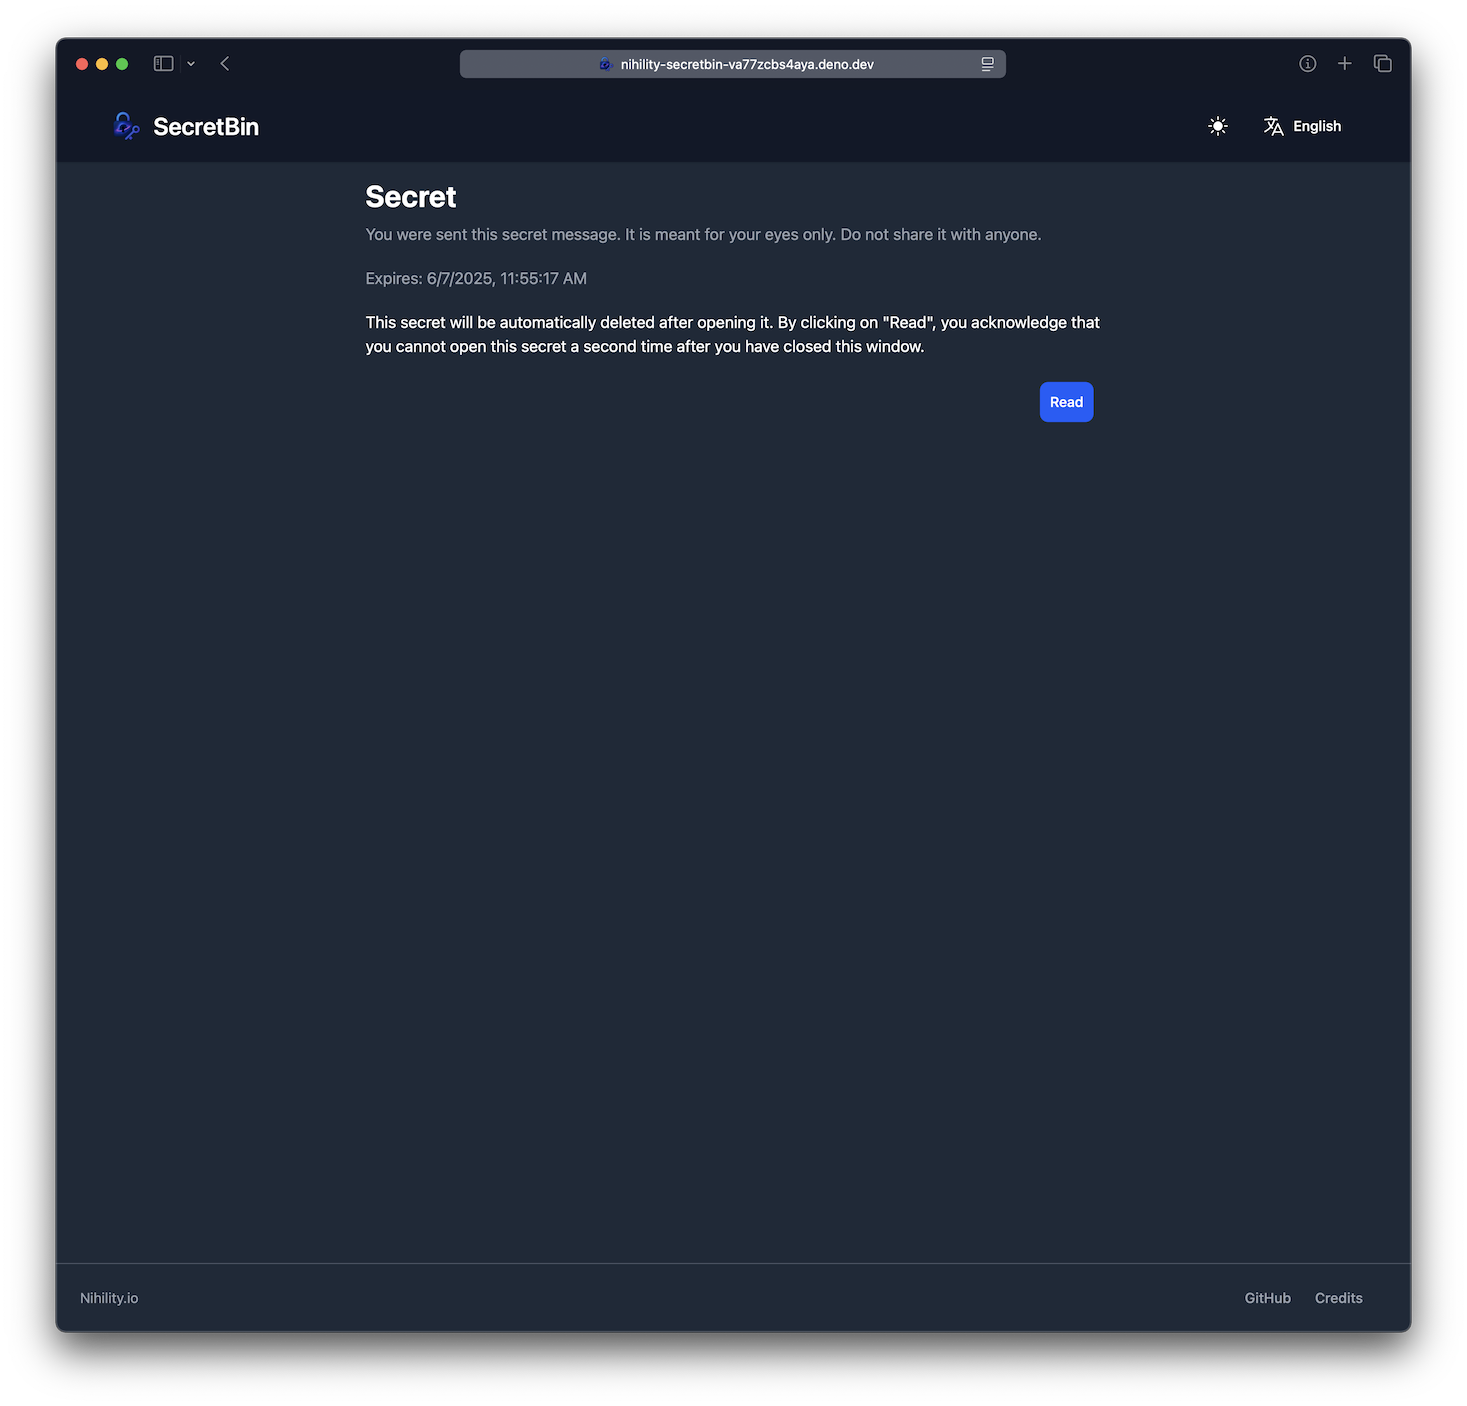 nihility-secretbin-va77zcbs4aya.deno.dev
SecretBin
English
Secret
You were sent this secret message. It is meant for your eyes only. Do not share it with anyone.
Expires: 6/7/2025, 11:55:17 AM
This secret will be automatically deleted after opening it. By clicking on "Read", you acknowledge that
you cannot open this secret a second time after you have closed this window.
Read
Nihility.io
GitHub
Credits